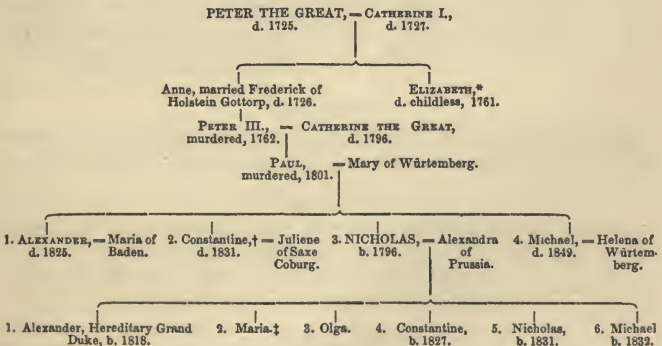 PETER THE GREAT, = CATHERINE I.,
d. 1725. d. 1727.
Anne, married Frederick of
Holstein Gottorp, d. 1726.
ELIZABETH,*
d. childless, 1761.
PETER III., = CATHERINE THE GREAT,
murdered, 1762. d. 1796.
PAUL, = Mary of Würtemberg.
murdered, 1801.
1. ALEXANDER, = Maria of
d. 1825. Baden.
2. Constantine,† = Juliene
d. 1831. of Saxe
Coburg.
3. NICHOLAS, = Alexandra
b. 1796. of
Prussia.
4. Michael, = Helena of
d. 1849. Würtem-
berg.
1. Alexander, Hereditary Grand
Duke, b. 1818.
2. Maria.‡
3. Olga.
4. Constantine,
b. 1827.
5. Nicholas,
b. 1831.
6. Michael
b. 1832.